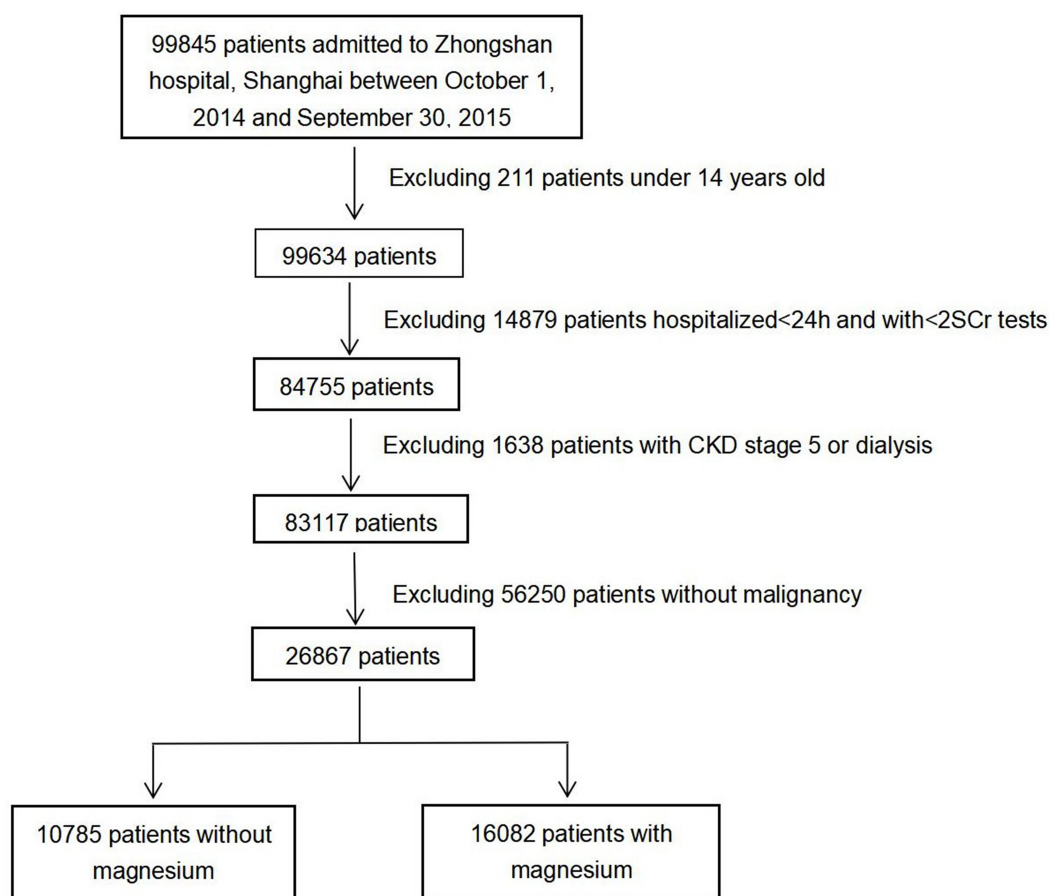 99845 patients admitted to Zhongshan
hospital, Shanghai between October 1,
2014 and September 30, 2015
Excluding 211 patients under 14 years old
99634 patients
Excluding 14879 patients hospitalized<24h and with<2SCr tests
84755 patients
Excluding 1638 patients with CKD stage 5 or dialysis
83117 patients
Excluding 56250 patients without malignancy
26867 patients
10785 patients without
magnesium
16082 patients with
magnesium